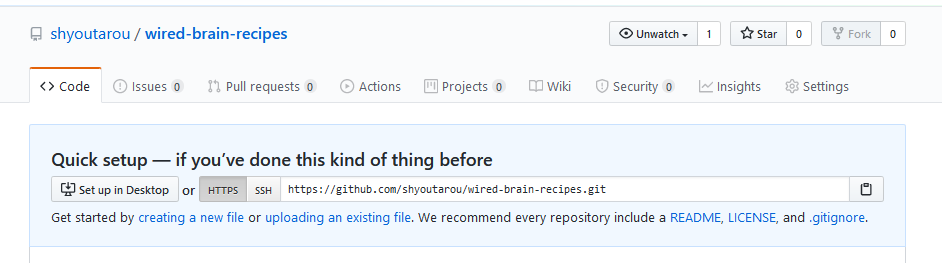 shyoutarou / wired-brain-recipes Unwatch 1 Star 0 Fork 0
Code Issues 0 Pull requests 0 Actions Projects 0 Wiki Security 0 Insights Settings
Quick setup — if you’ve done this kind of thing before
Set up in Desktop or HTTPS SSH https://github.com/shyoutarou/wired-brain-recipes.git
Get started by creating a new file or uploading an existing file. We recommend every repository include a README, LICENSE, and .gitignore.